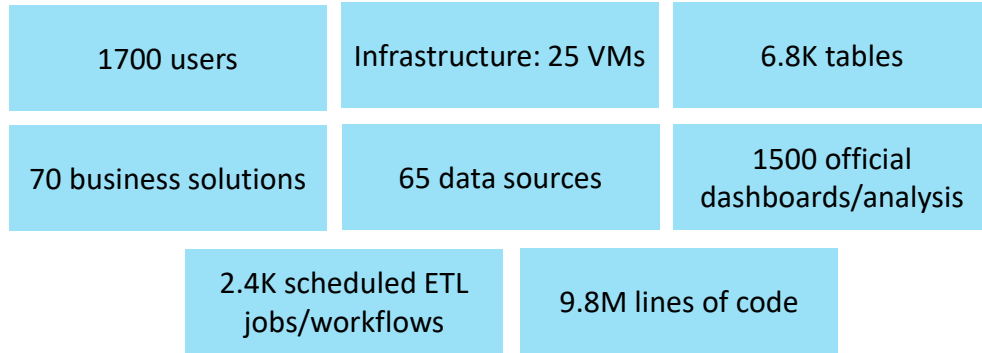 1700 users
Infrastructure: 25 VMs
6.8K tables
70 business solutions
65 data sources
1500 official
dashboards/analysis
2.4K scheduled ETL
jobs/workflows
9.8M lines of code